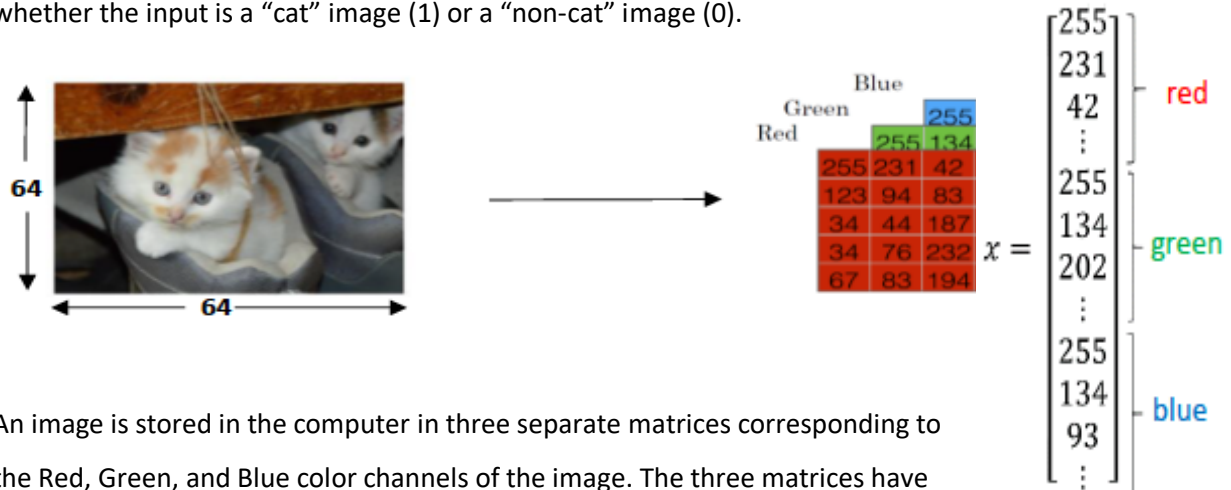 whether the input is a “cat” image (1) or a “non-cat” image (0).
64
64
Blue
Green
Red
255
255 134
255 231 42
123 94 83
34 44 187
34 76 232
67 83 194
x =
255
231
42
⋮
255
134
202
⋮
255
134
93
⋮
red
green
blue
An image is stored in the computer in three separate matrices corresponding to
the Red, Green, and Blue color channels of the image. The three matrices have